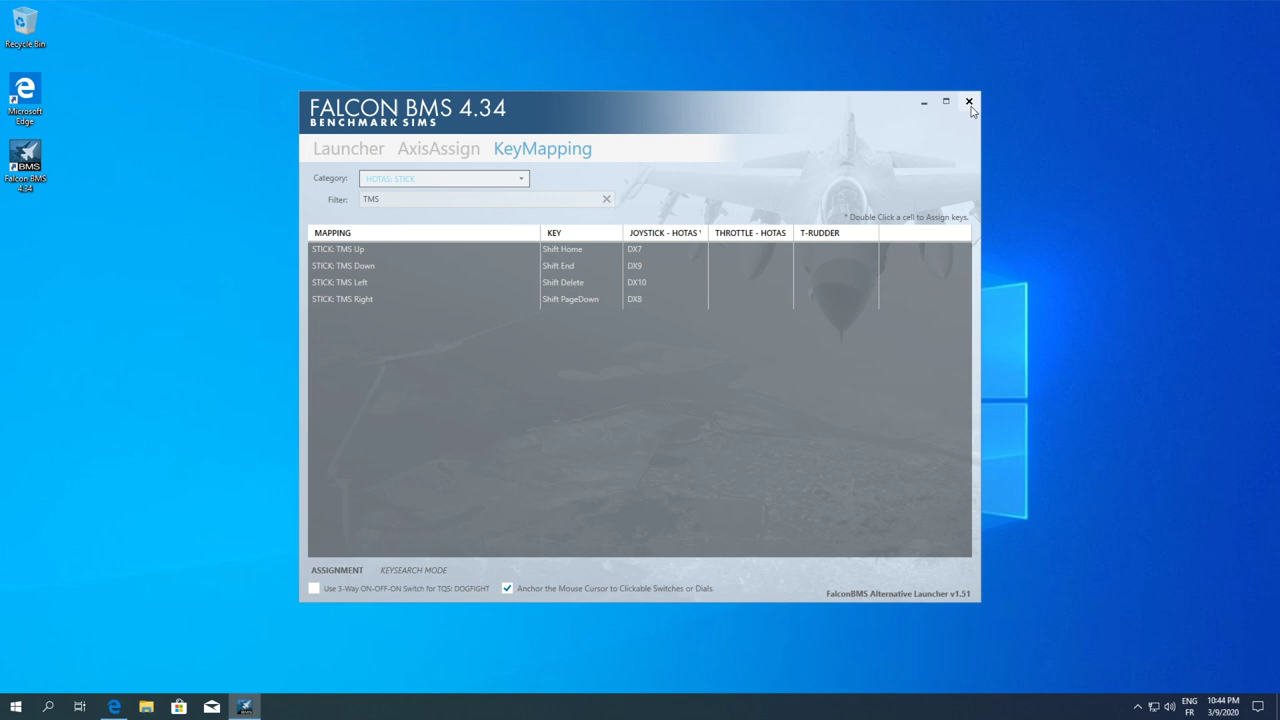 Recycle Bin
Microsoft
Edge
BMS
Falcon BMS
4.34
FALCON BMS 4.34
BENCHMARK SIMS
Launcher AxisAssign KeyMapping
Category: HOTAS: STICK
Filter: TMS
* Double Click a cell to Assign keys.
MAPPING KEY JOYSTICK - HOTAS THROTTLE - HOTAS T-RUDDER
STICK: TMS Up Shift Home DX7
STICK: TMS Down Shift End DX9
STICK: TMS Left Shift Delete DX10
STICK: TMS Right Shift PageDown DX8
ASSIGNMENT KEYSEARCH MODE
Use 3-Way ON-OFF-ON Switch for TQS: DOGFIGHT Anchor the Mouse Cursor to Clickable Switches or Dials.
FalconBMS Alternative Launcher v1.51
BMS
ENG
FR
10:44 PM
3/9/2020